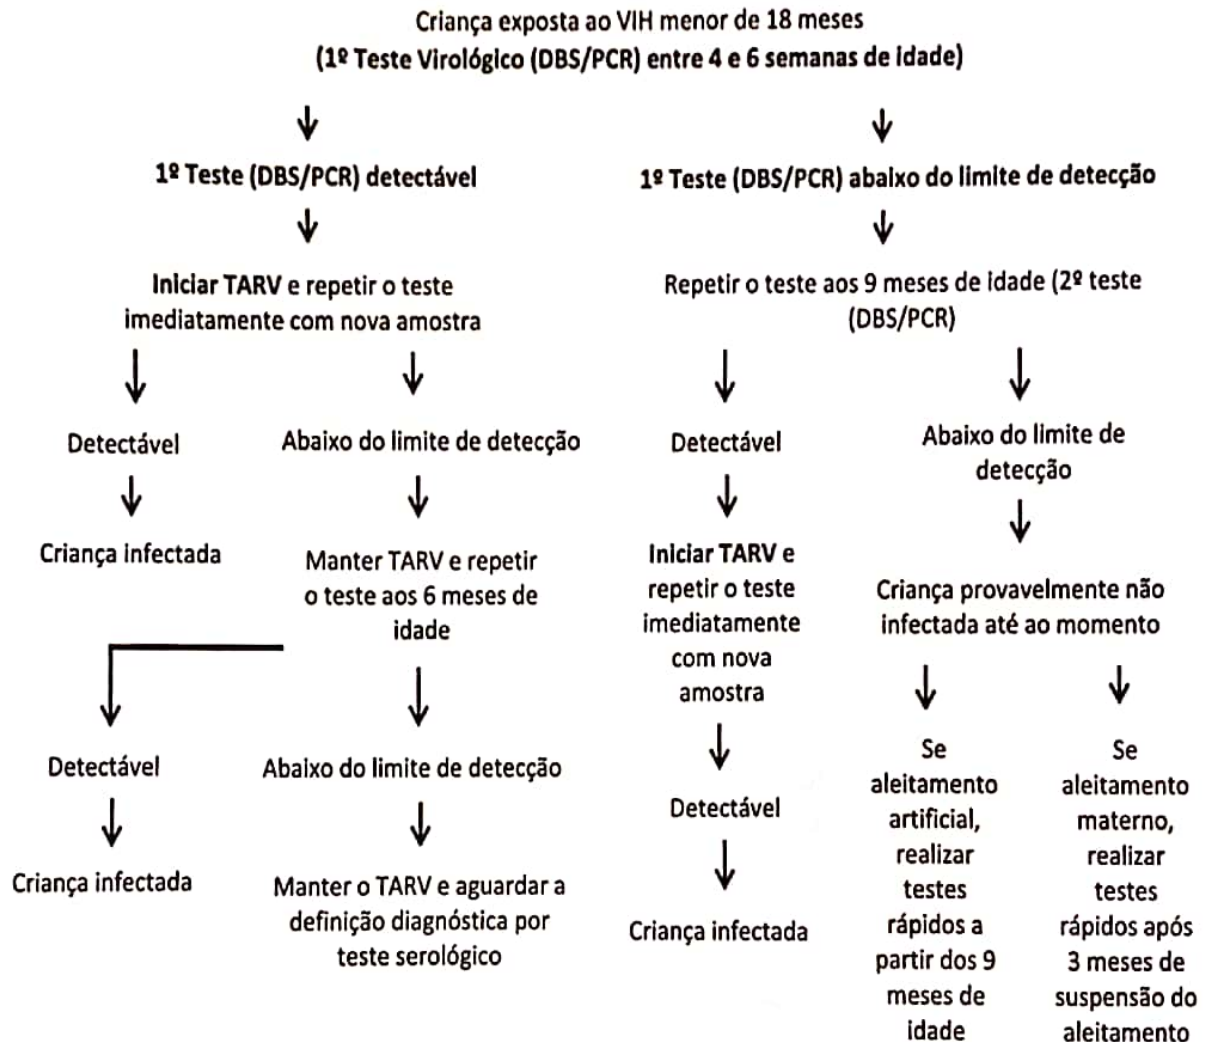 Criança exposta ao VIH menor de 18 meses
(1º Teste Virológico (DBS/PCR) entre 4 e 6 semanas de idade)
1º Teste (DBS/PCR) detectável
Iniciar TARV e repetir o teste
imediatamente com nova amostra
Detectável
Criança infectada
Abaixo do limite de detecção
Manter TARV e repetir
o teste aos 6 meses de
idade
Detectável
Criança infectada
Abaixo do limite de detecção
Manter o TARV e aguardar a
definição diagnóstica por
teste serológico
1º Teste (DBS/PCR) abaixo do limite de detecção
Repetir o teste aos 9 meses de idade (2º teste
(DBS/PCR)
Detectável
Iniciar TARV e
repetir o teste
imediatamente
com nova
amostra
Detectável
Criança infectada
Abaixo do limite de
detecção
Criança provavelmente não
infectada até ao momento
Se
aleitamento
artificial,
realizar
testes
rápidos a
partir dos 9
meses de
idade
Se
aleitamento
materno,
realizar
testes
rápidos após
3 meses de
suspensão do
aleitamento